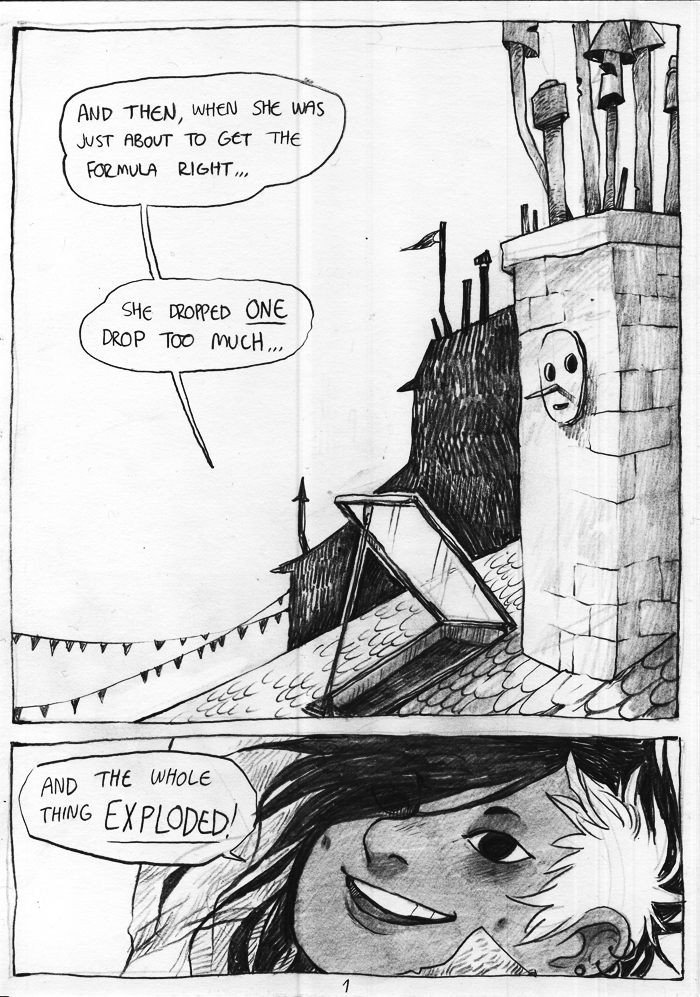 AND THEN, WHEN SHE WAS
JUST ABOUT TO GET THE
FORMULA RIGHT,,,
SHE DROPPED ONE
DROP TOO MUCH,,,
AND THE WHOLE
THING EXPLODED!
1